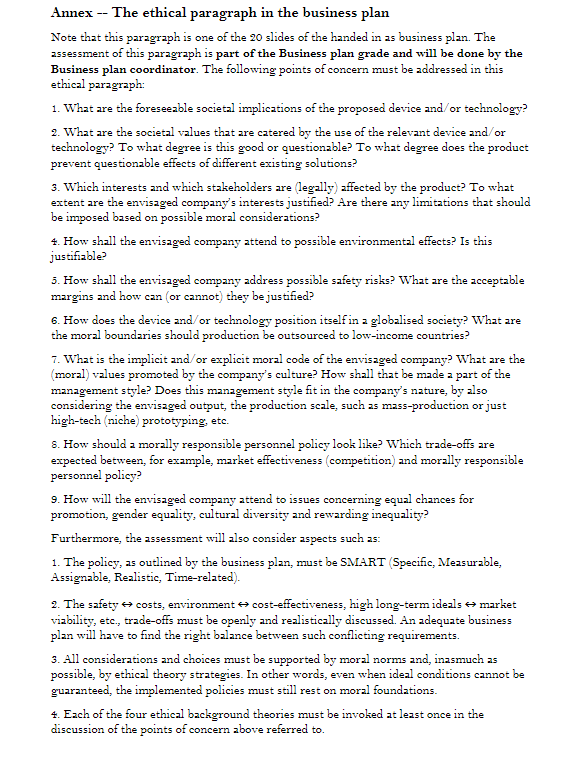 Annex -- The ethical paragraph in the business plan
Note that this paragraph is one of the 20 slides of the handed in as business plan. The
assessment of this paragraph is part of the Business plan grade and will be done by the
Business plan coordinator. The following points of concern must be addressed in this
ethical paragraph:
1. What are the foreseeable societal implications of the proposed device and/or technology?
2. What are the societal values that are catered by the use of the relevant device and/or
technology? To what degree is this good or questionable? To what degree does the product
prevent questionable effects of different existing solutions?
3. Which interests and which stakeholders are (legally) affected by the product? To what
extent are the envisaged company's interests justified? Are there any limitations that should
be imposed based on possible moral considerations?
4. How shall the envisaged company attend to possible environmental effects? Is this
justifiable?
5. How shall the envisaged company address possible safety risks? What are the acceptable
margins and how can (or cannot) they be justified?
6. How does the device and/or technology position itself in a globalised society? What are
the moral boundaries should production be outsourced to low-income countries?
7. What is the implicit and/or explicit moral code of the envisaged company? What are the
(moral) values promoted by the company's culture? How shall that be made a part of the
management style? Does this management style fit in the company's nature, by also
considering the envisaged output, the production scale, such as mass-production or just
high-tech (niche) prototyping, etc.
8. How should a morally responsible personnel policy look like? Which trade-offs are
expected between, for example, market effectiveness (competition) and morally responsible
personnel policy?
9. How will the envisaged company attend to issues concerning equal chances for
promotion, gender equality, cultural diversity and rewarding inequality?
Furthermore, the assessment will also consider aspects such as:
1. The policy, as outlined by the business plan, must be SMART (Specific, Measurable,
Assignable, Realistic, Time-related).
2. The safety ↔ costs, environment ↔ cost-effectiveness, high long-term ideals ↔ market
viability, etc., trade-offs must be openly and realistically discussed. An adequate business
plan will have to find the right balance between such conflicting requirements.
3. All considerations and choices must be supported by moral norms and, inasmuch as
possible, by ethical theory strategies. In other words, even when ideal conditions cannot be
guaranteed, the implemented policies must still rest on moral foundations.
4. Each of the four ethical background theories must be invoked at least once in the
discussion of the points of concern above referred to.